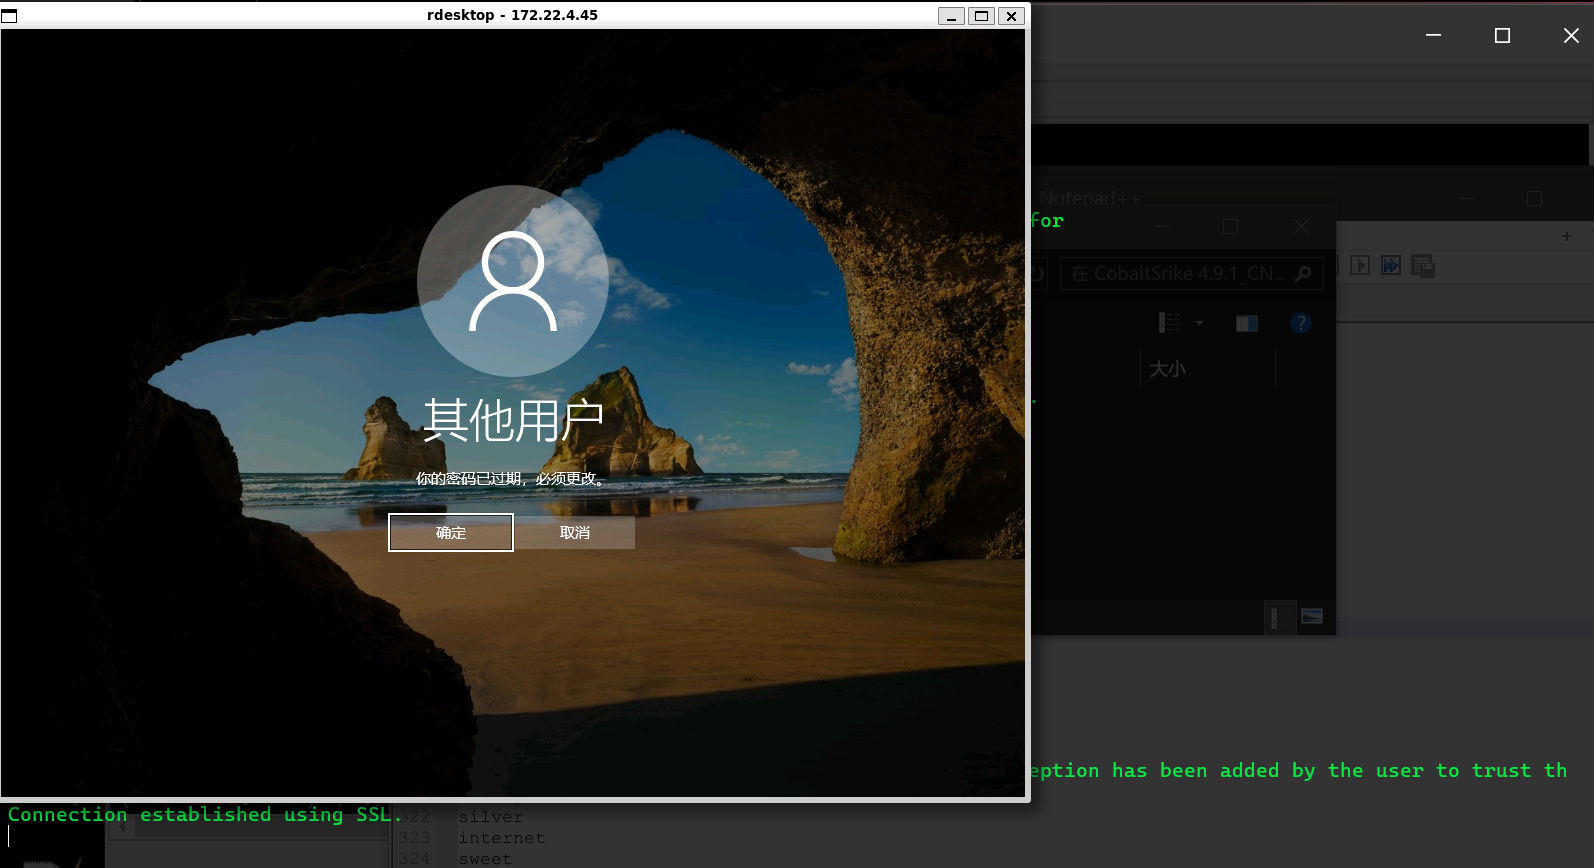 rdesktop - 172.22.4.45
Notepad++
for
在 CobaltSrike 4.9.1_CN...
大小
其他用户
你的密码已过期，必须更改。
确定
取消
eption has been added by the user to trust th
Connection established using SSL.
322 silver
323 internet
324 sweet